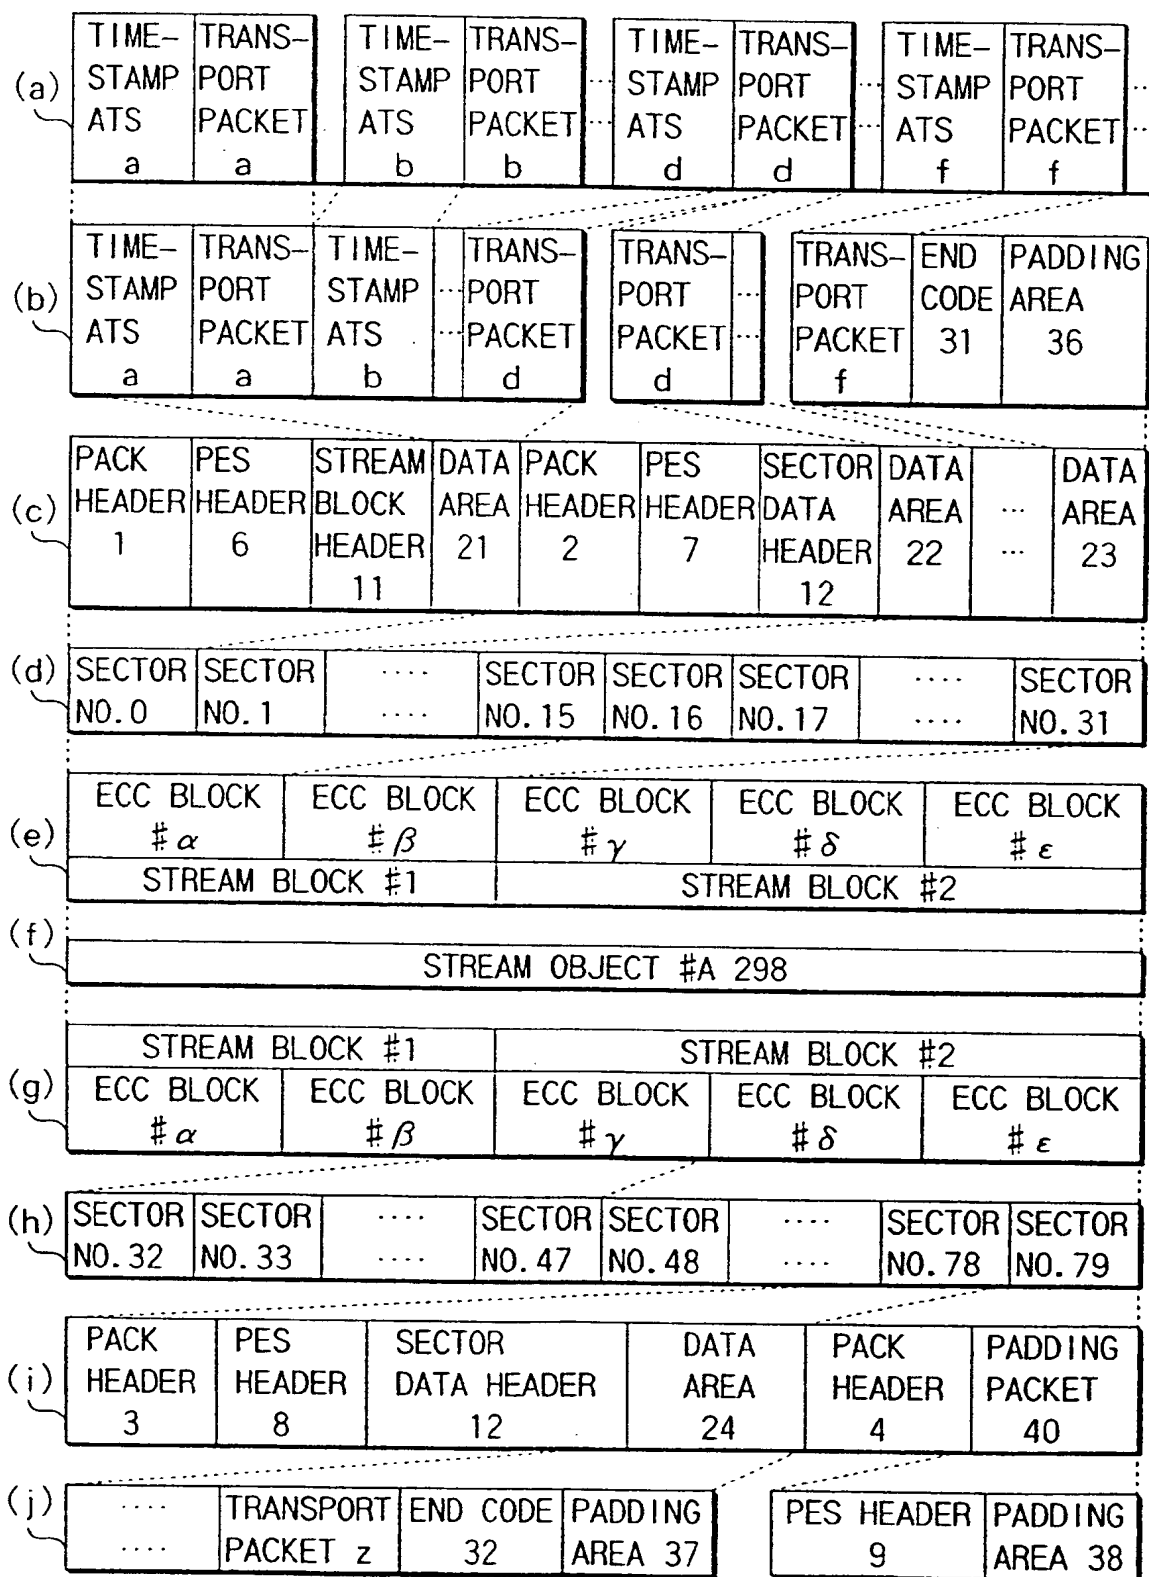 (a)
TIME-STAMP ATS a
TRANS-PORT PACKET a
TIME-STAMP ATS b
TRANS-PORT PACKET b
····
TIME-STAMP ATS d
TRANS-PORT PACKET d
····
TIME-STAMP ATS f
TRANS-PORT PACKET f
····
(b)
TIME-STAMP ATS a
TRANS-PORT PACKET a
TIME-STAMP ATS b
····
TRANS-PORT PACKET d
TRANS-PORT PACKET d
····
TRANS-PORT PACKET f
END CODE 31
PADDING AREA 36
(c)
PACK HEADER 1
PES HEADER 6
STREAM BLOCK HEADER 11
DATA AREA 21
PACK HEADER 2
PES HEADER 7
SECTOR DATA HEADER 12
DATA AREA 22
··· ···
DATA AREA 23
(d)
SECTOR NO.0
SECTOR NO.1
···· ····
SECTOR NO.15
SECTOR NO.16
SECTOR NO.17
···· ····
SECTOR NO.31
(e)
ECC BLOCK #α
ECC BLOCK #β
ECC BLOCK #γ
ECC BLOCK #δ
ECC BLOCK #ε
STREAM BLOCK #1
STREAM BLOCK #2
(f)
STREAM OBJECT #A 298
(g)
STREAM BLOCK #1
STREAM BLOCK #2
ECC BLOCK #α
ECC BLOCK #β
ECC BLOCK #γ
ECC BLOCK #δ
ECC BLOCK #ε
(h)
SECTOR NO.32
SECTOR NO.33
···· ····
SECTOR NO.47
SECTOR NO.48
···· ····
SECTOR NO.78
SECTOR NO.79
(i)
PACK HEADER 3
PES HEADER 8
SECTOR DATA HEADER 12
DATA AREA 24
PACK HEADER 4
PADDING PACKET 40
(j)
···· ····
TRANSPORT PACKET z
END CODE 32
PADDING AREA 37
PES HEADER 9
PADDING AREA 38